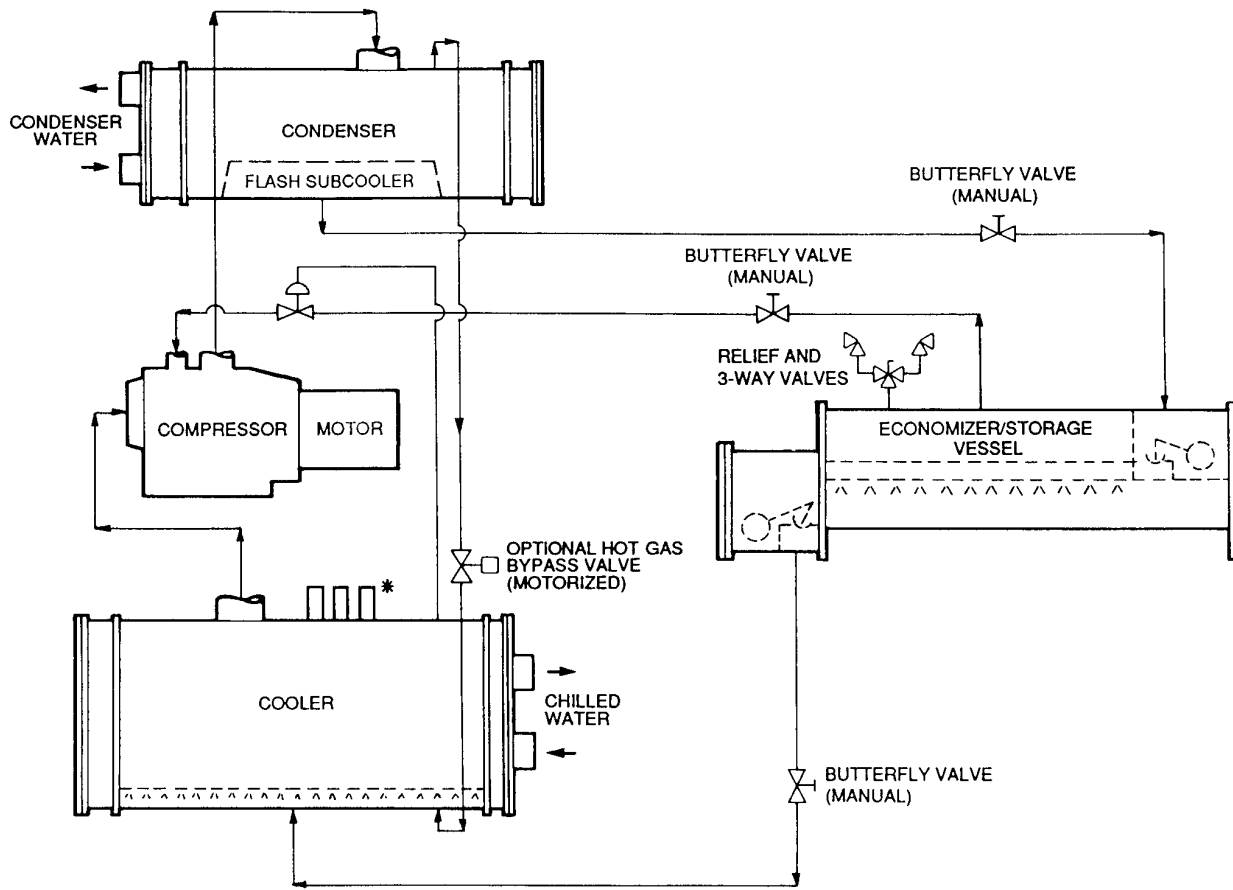 CONDENSER
WATER
CONDENSER
FLASH SUBCOOLER
BUTTERFLY VALVE
(MANUAL)
BUTTERFLY VALVE
(MANUAL)
RELIEF AND
3-WAY VALVES
COMPRESSOR
MOTOR
ECONOMIZER/STORAGE
VESSEL
OPTIONAL HOT GAS
BYPASS VALVE
(MOTORIZED)
*
COOLER
CHILLED
WATER
BUTTERFLY VALVE
(MANUAL)